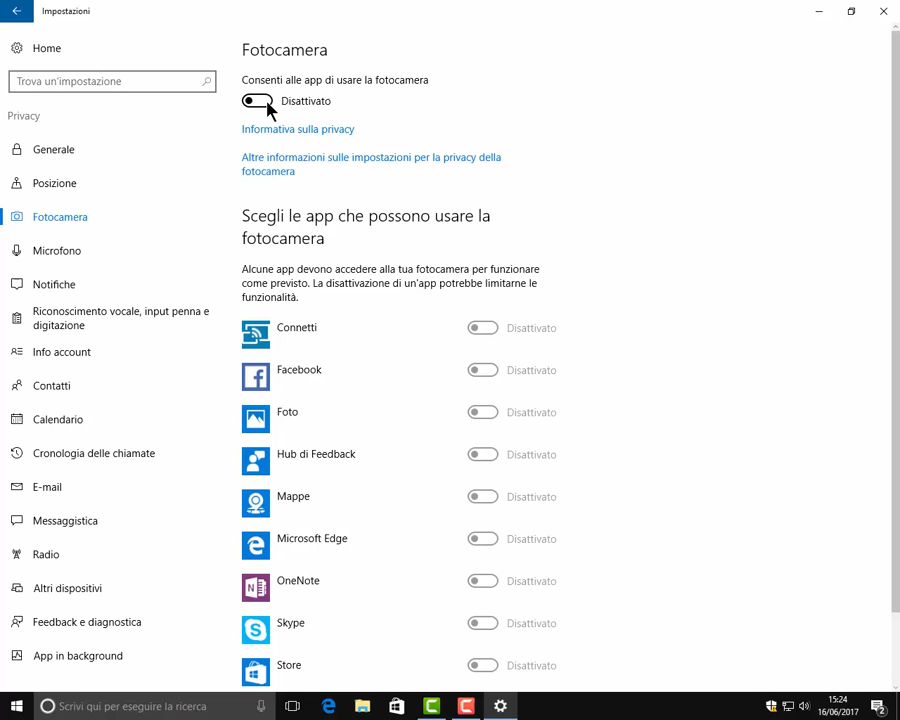 Impostazioni
Home
Trova un'impostazione
Privacy
Generale
Posizione
Fotocamera
Microfono
Notifiche
Riconoscimento vocale, input penna e
digitazione
Info account
Contatti
Calendario
Cronologia delle chiamate
E-mail
Messaggistica
Radio
Altri dispositivi
Feedback e diagnostica
App in background
Fotocamera
Consenti alle app di usare la fotocamera
Disattivato
Informativa sulla privacy
Altre informazioni sulle impostazioni per la privacy della
fotocamera
Scegli le app che possono usare la
fotocamera
Alcune app devono accedere alla tua fotocamera per funzionare
come previsto. La disattivazione di un'app potrebbe limitarne le
funzionalità.
Connetti Disattivato
Facebook Disattivato
Foto Disattivato
Hub di Feedback Disattivato
Mappe Disattivato
Microsoft Edge Disattivato
OneNote Disattivato
Skype Disattivato
Store Disattivato
Scrivi qui per eseguire la ricerca
15:24
16/06/2017
2